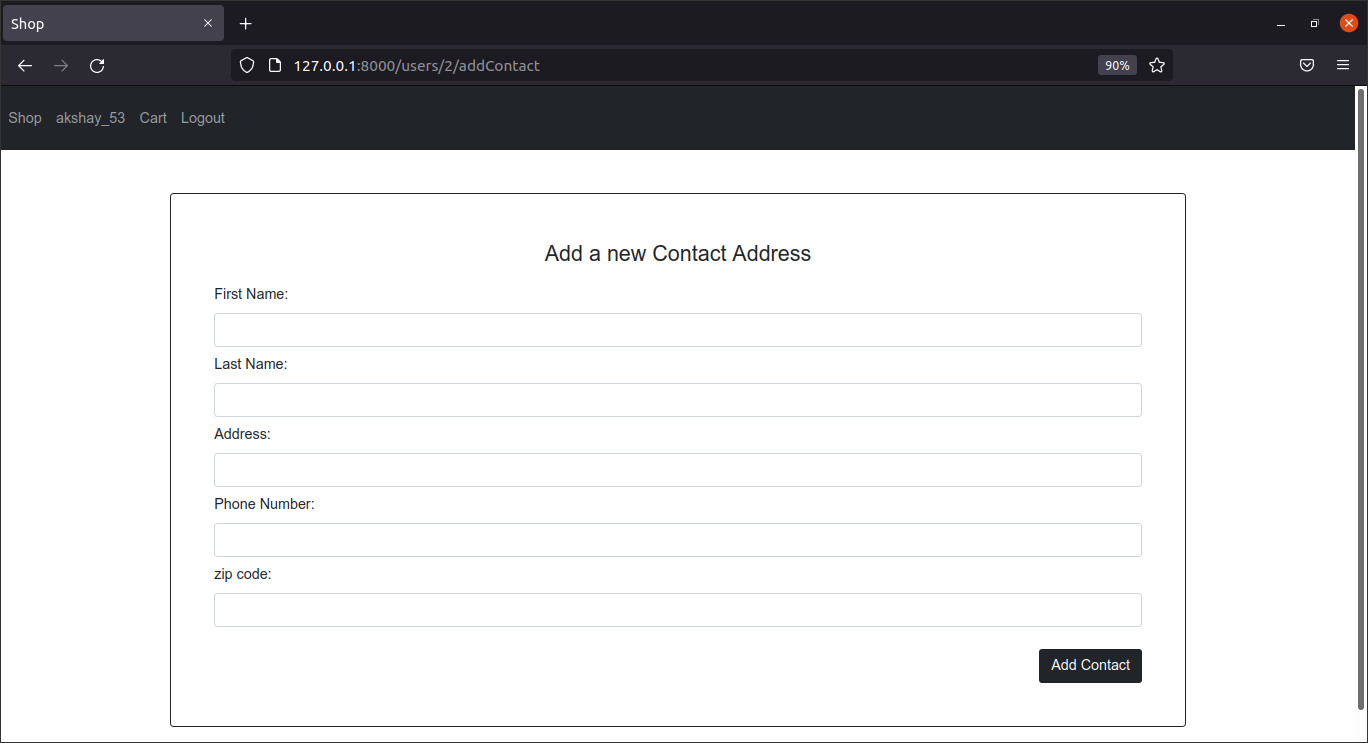 Shop
127.0.0.1:8000/users/2/addContact 90%
Shop akshay_53 Cart Logout
Add a new Contact Address
First Name:
Last Name:
Address:
Phone Number:
zip code:
Add Contact